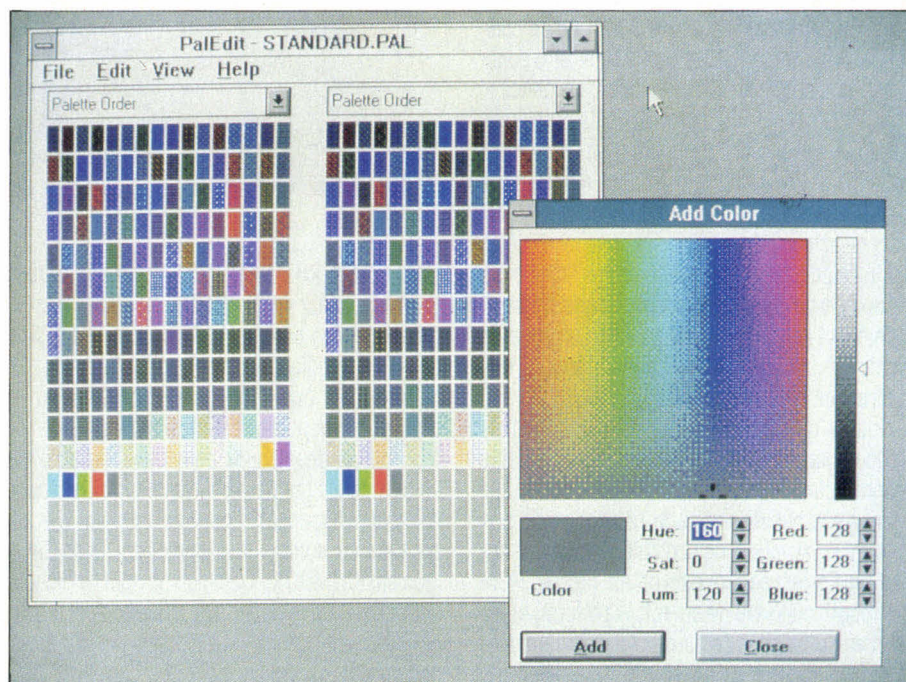 PalEdit - STANDARD.PAL
File Edit View Help
Palette Order
Palette Order
Add Color
Hue: 160 Red: 128
Sat: 0 Green: 128
Color
Lum: 120 Blue: 128
Add Close